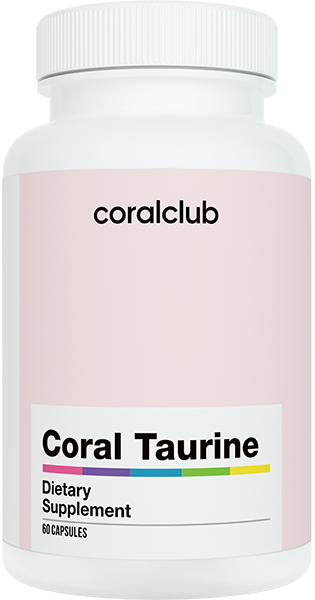 coralclub
Coral Taurine
Dietary
Supplement
60 CAPSULES